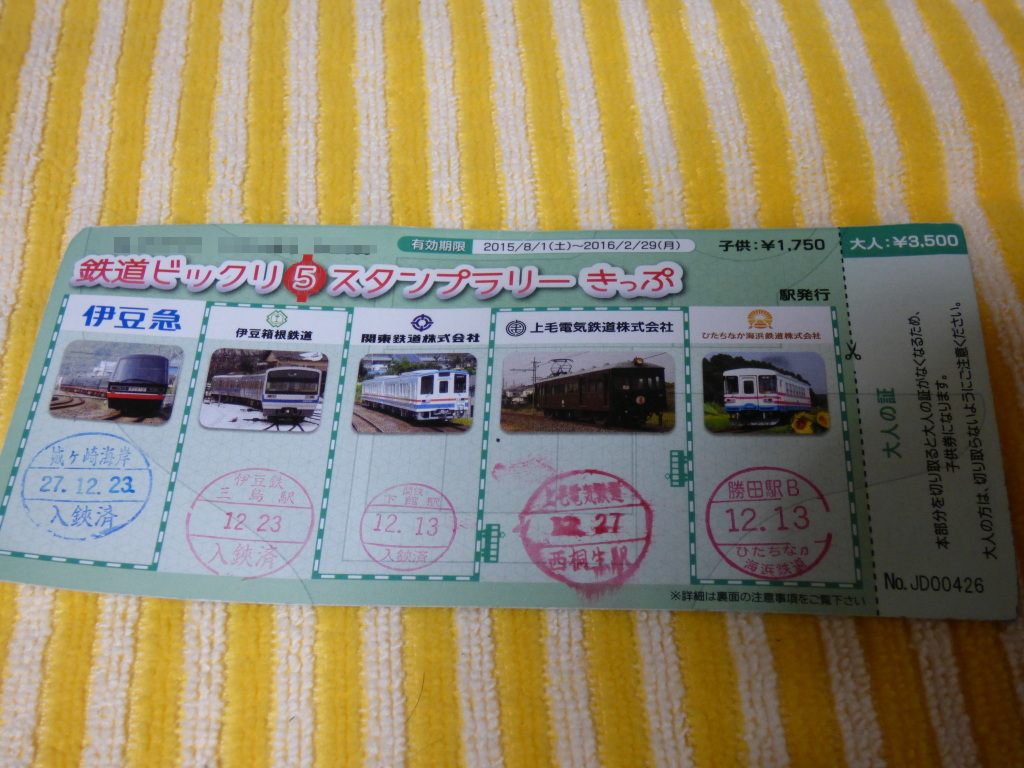 有効期限 2015/8/1(土)～2016/2/29(月) 子供：¥1,750 大人：¥3,500
鉄道ビックリ5スタンプラリーきっぷ
駅発行
伊豆急
伊豆箱根鉄道
関東鉄道株式会社
上毛電気鉄道株式会社
ひたちなか海浜鉄道株式会社
城ヶ崎海岸
27.12.23
入鋏済
伊豆鉄
三島駅
12.23
入鋏済
関鉄
下館駅
12.13
入鋏済
上毛電気鉄道
12.27
西桐生駅
勝田駅B
12.13
ひたちなか
海浜鉄道
※詳細は裏面の注意事項をご覧下さい
大人の証
本部分を切り取ると大人の証がなくなるため、
子供券になります。
大人の方は、切り取らないようにご注意ください。
No.JD00426